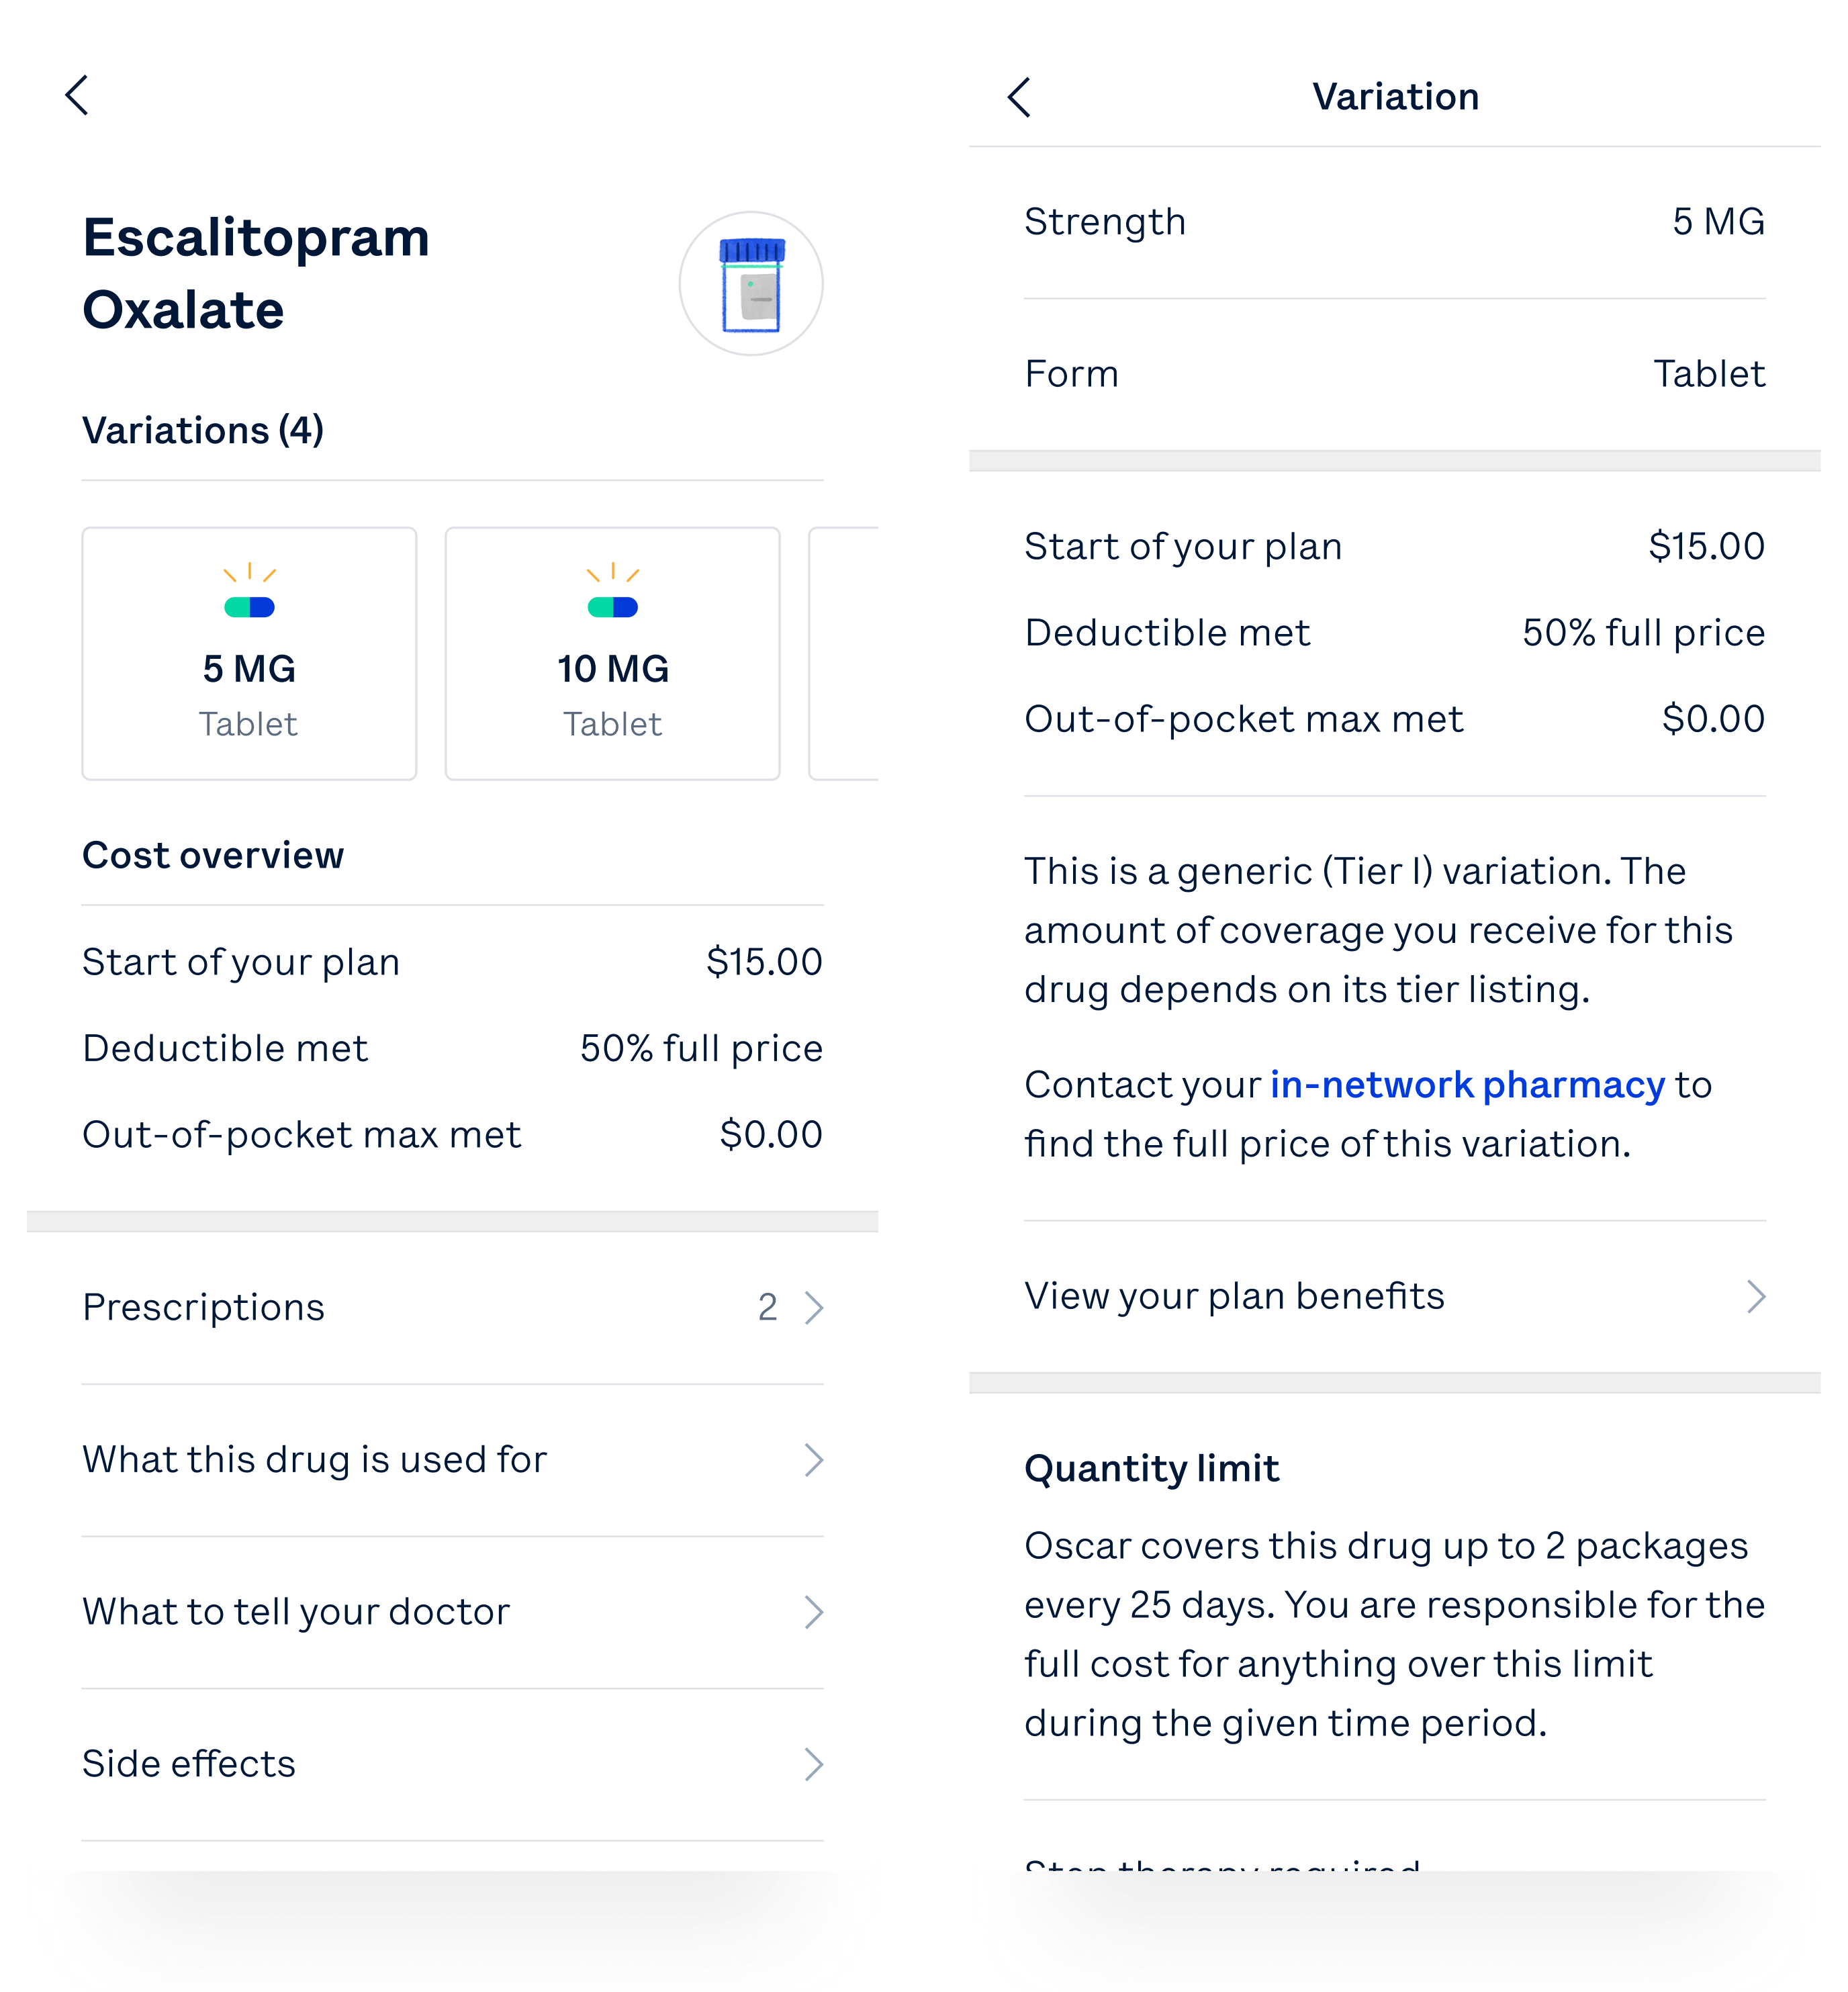 Escalitopram
Oxalate
Variations (4)
5 MG
Tablet
10 MG
Tablet
Cost overview
Start of your plan $15.00
Deductible met 50% full price
Out-of-pocket max met $0.00
Prescriptions 2
What this drug is used for
What to tell your doctor
Side effects
Variation
Strength 5 MG
Form Tablet
Start of your plan $15.00
Deductible met 50% full price
Out-of-pocket max met $0.00
This is a generic (Tier I) variation. The
amount of coverage you receive for this
drug depends on its tier listing.
Contact your in-network pharmacy to
find the full price of this variation.
View your plan benefits
Quantity limit
Oscar covers this drug up to 2 packages
every 25 days. You are responsible for the
full cost for anything over this limit
during the given time period.
Step therapy required